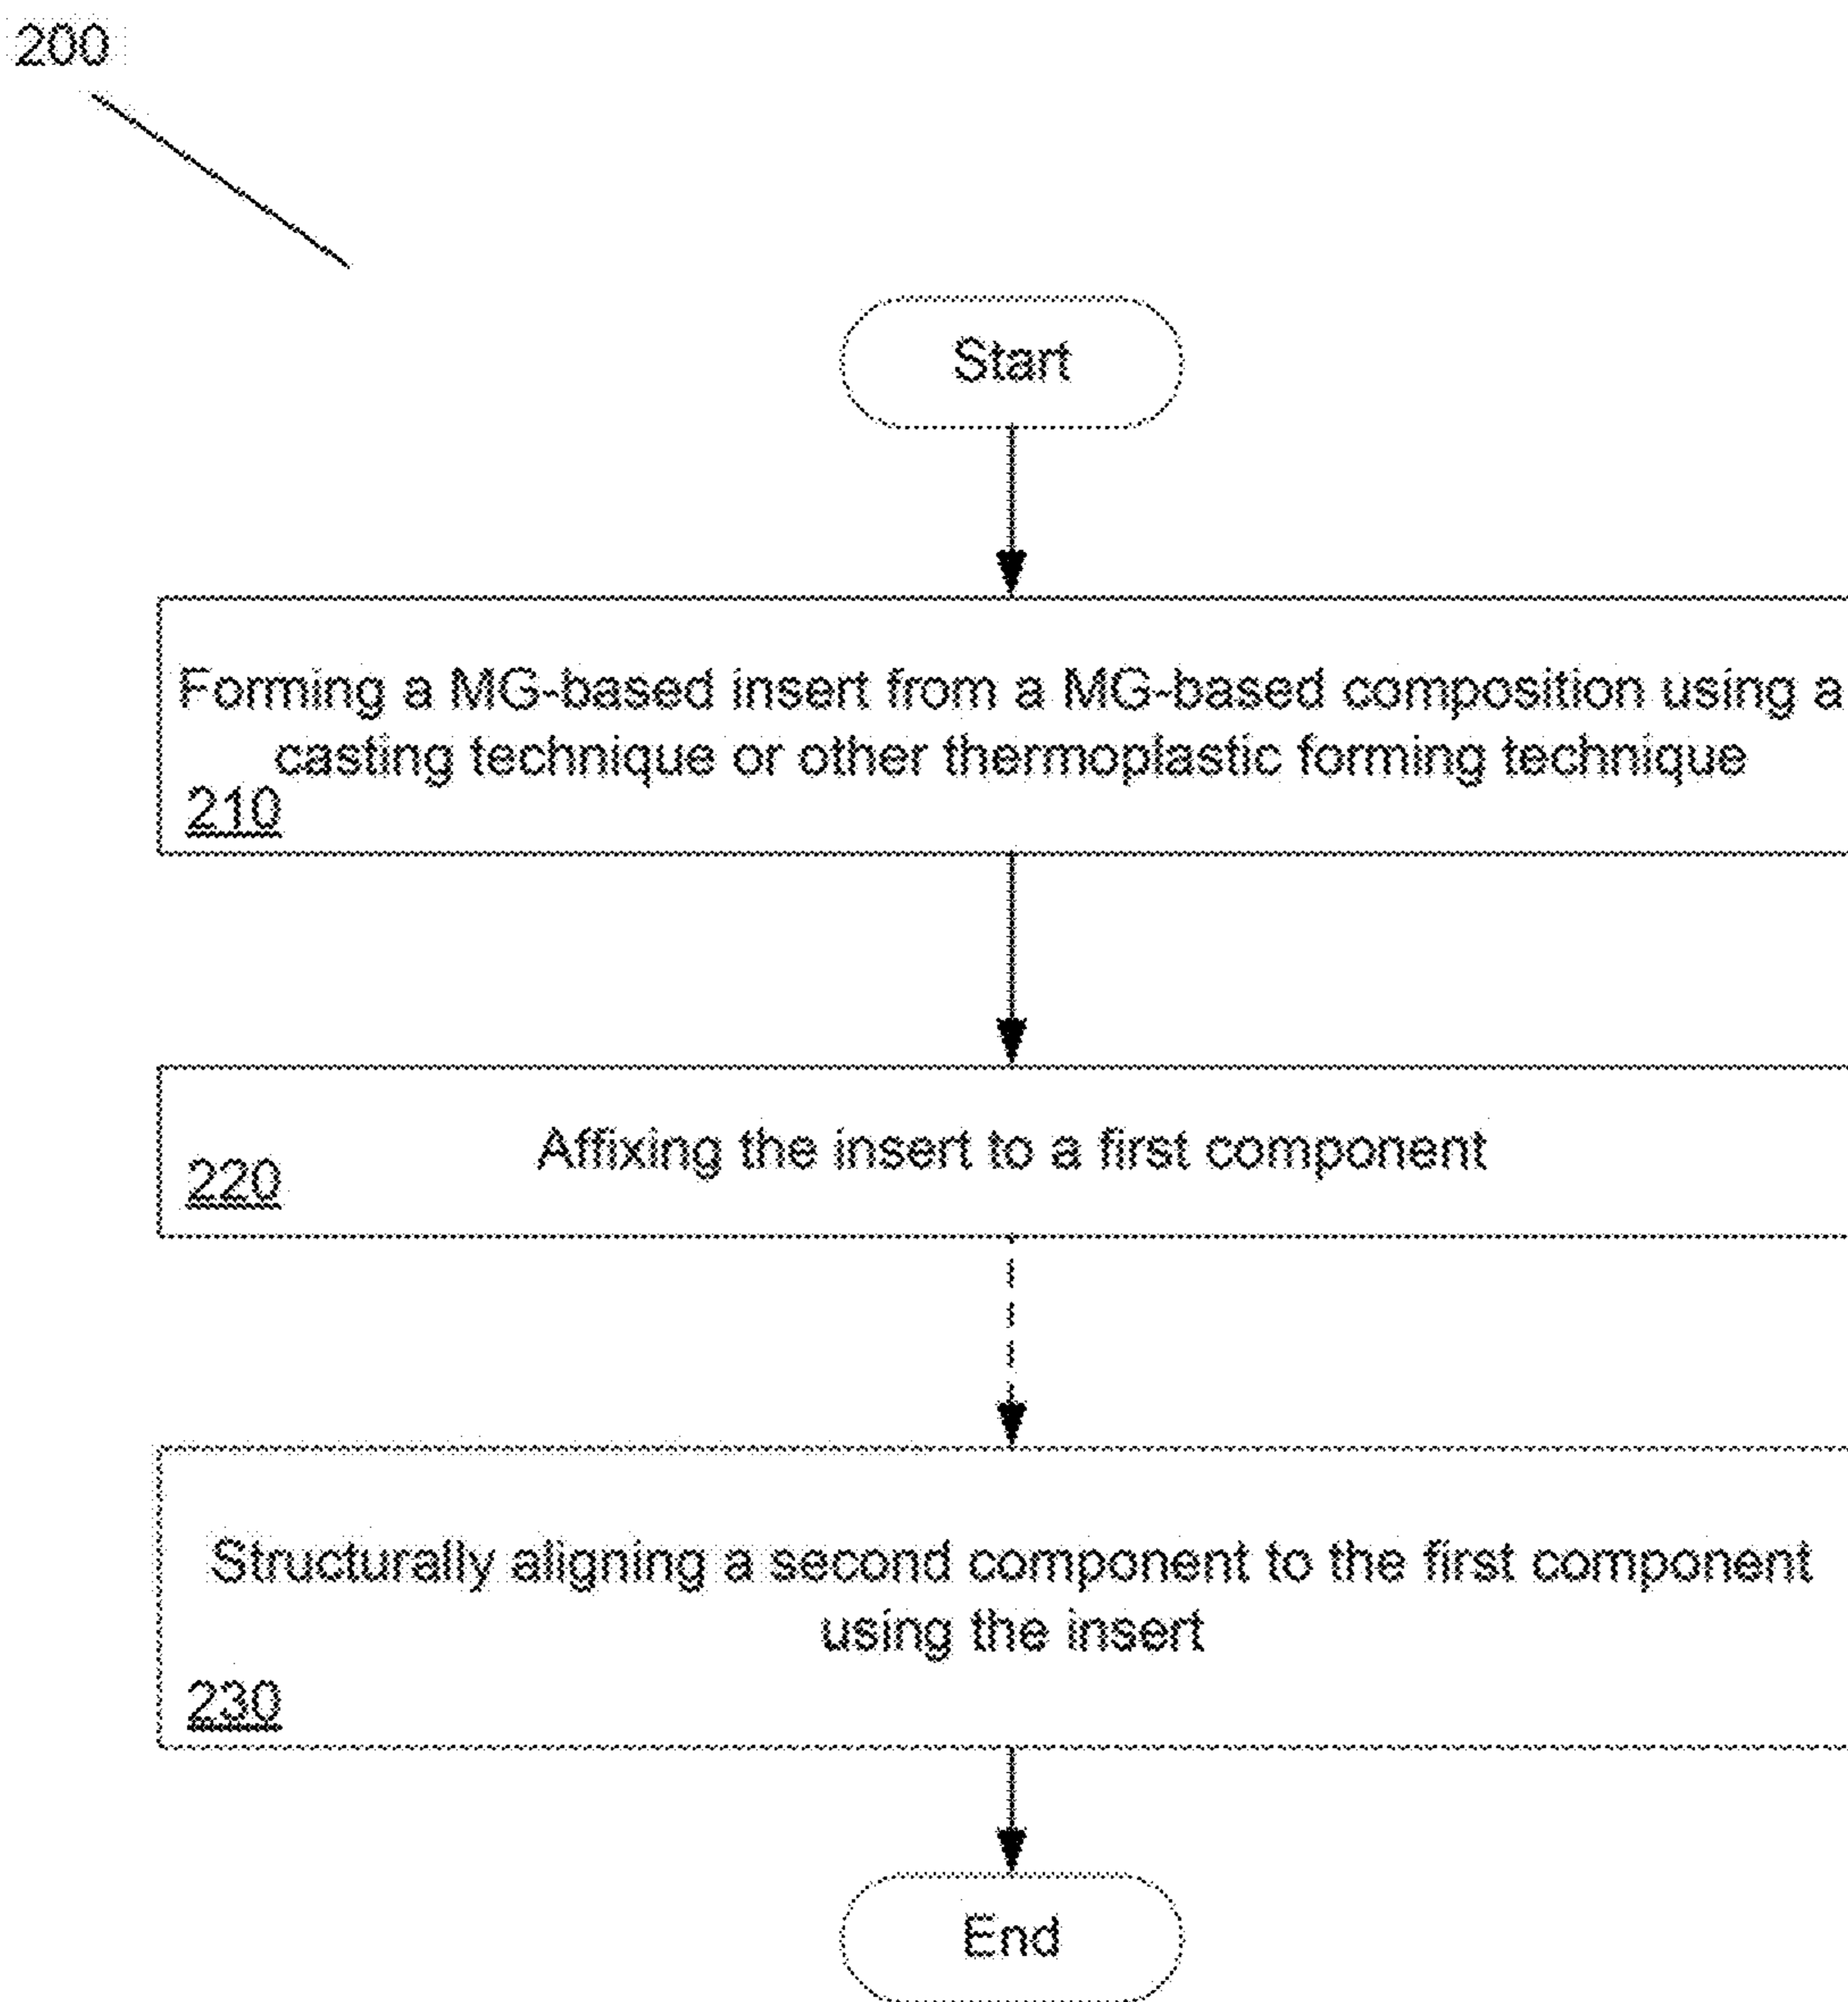 200
Start
Forming a MG-based insert from a MG-based composition using a
casting technique or other thermoplastic forming technique
210
Affixing the insert to a first component
220
Structurally aligning a second component to the first component
using the insert
230
End